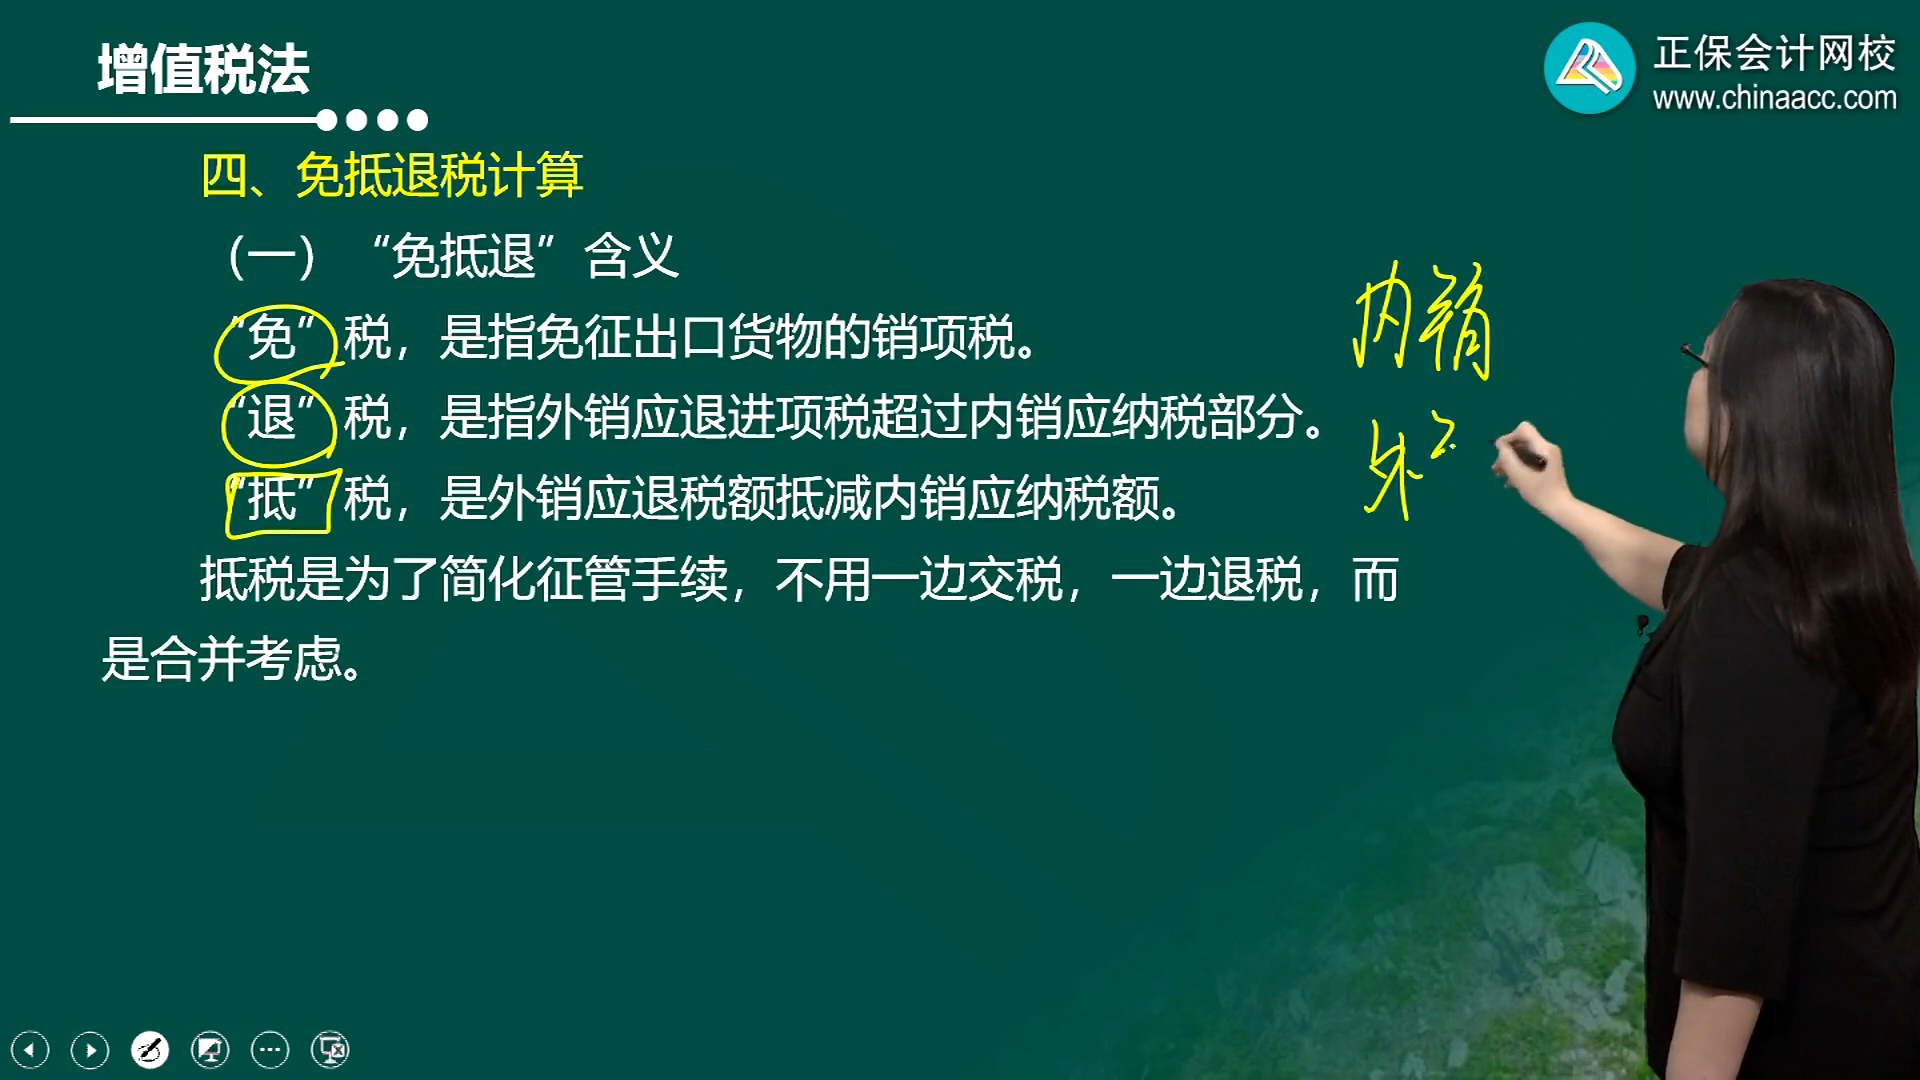 增值税法
正保会计网校
www.chinaacc.com
四、免抵退税计算
（一）“免抵退”含义
“免”税，是指免征出口货物的销项税。
“退”税，是指外销应退进项税超过内销应纳税部分。
“抵”税，是外销应退税额抵减内销应纳税额。
抵税是为了简化征管手续，不用一边交税，一边退税，而
是合并考虑。
内销
外